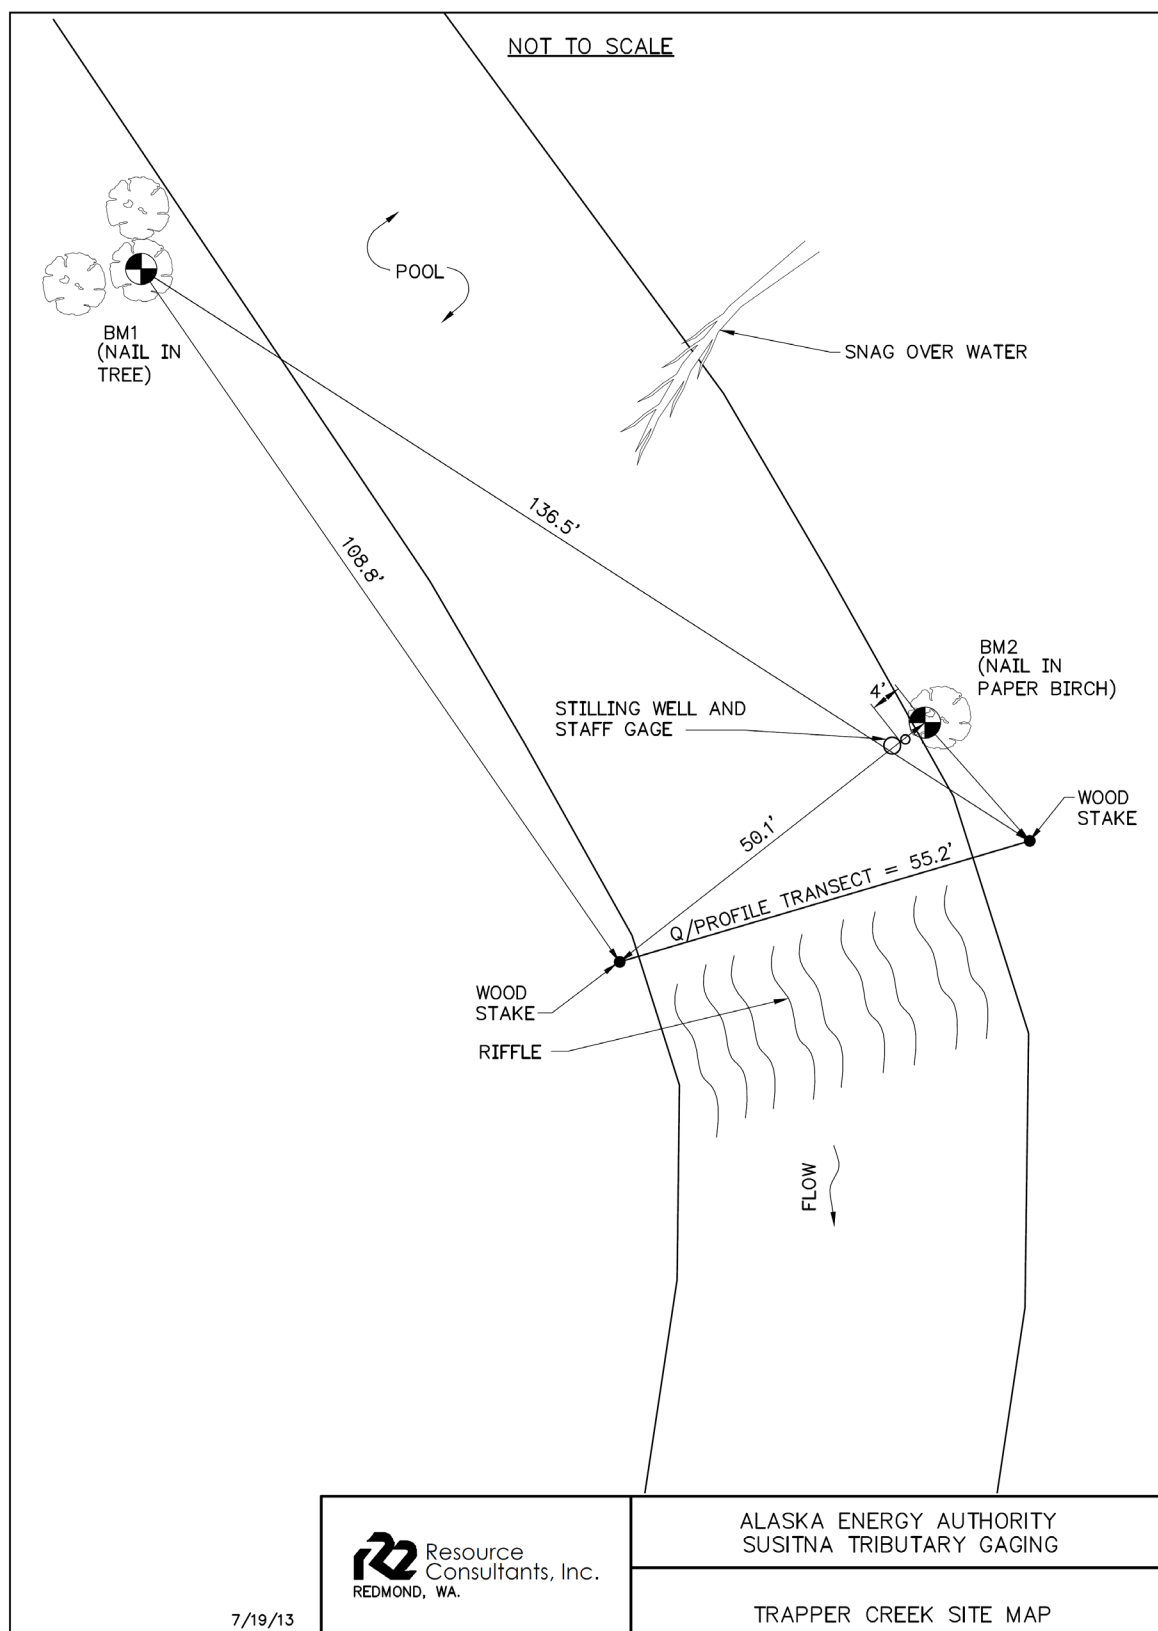 NOT TO SCALE
POOL
BM1
(NAIL IN
TREE)
SNAG OVER WATER
136.5'
108.8'
BM2
(NAIL IN
PAPER BIRCH)
4'
STILLING WELL AND
STAFF GAGE
WOOD
STAKE
50.1'
Q/PROFILE TRANSECT = 55.2'
WOOD
STAKE
RIFFLE
FLOW
R2 Resource
Consultants, Inc.
REDMOND, WA.
ALASKA ENERGY AUTHORITY
SUSITNA TRIBUTARY GAGING
7/19/13
TRAPPER CREEK SITE MAP